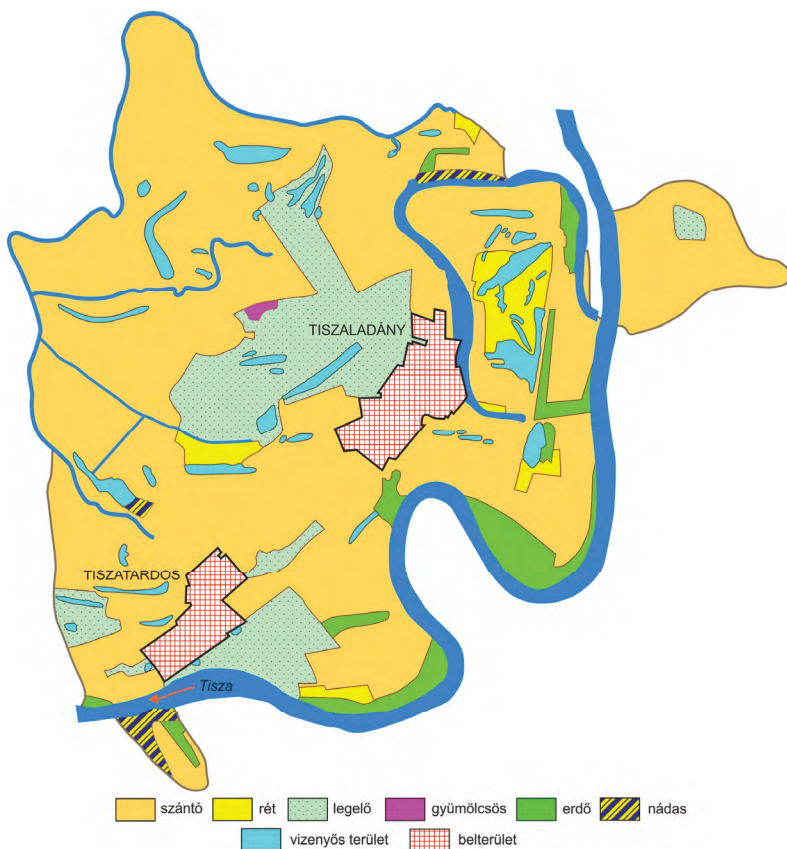 TISZALADÁNY
TISZATARDOS
Tisza
szántó rét legelő gyümölcsös erdő nádas
vizenyős terület belterület